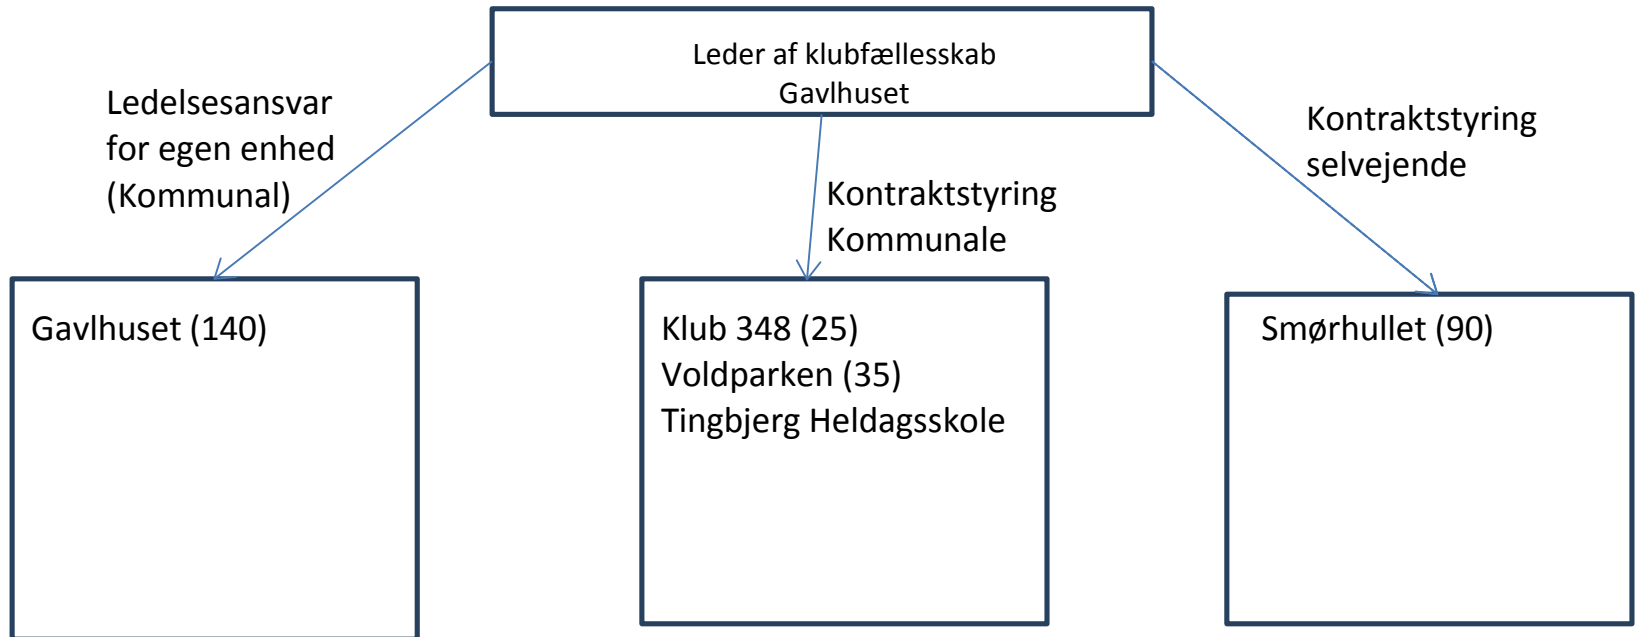 Leder af klubfællesskab
Gavlhuset
Ledelsesansvar
for egen enhed
(Kommunal)
Kontraktstyring
Kommunale
Kontraktstyring
selvejende
Gavlhuset (140)
Klub 348 (25)
Voldparken (35)
Tingbjerg Heldagsskole
Smørhullet (90)